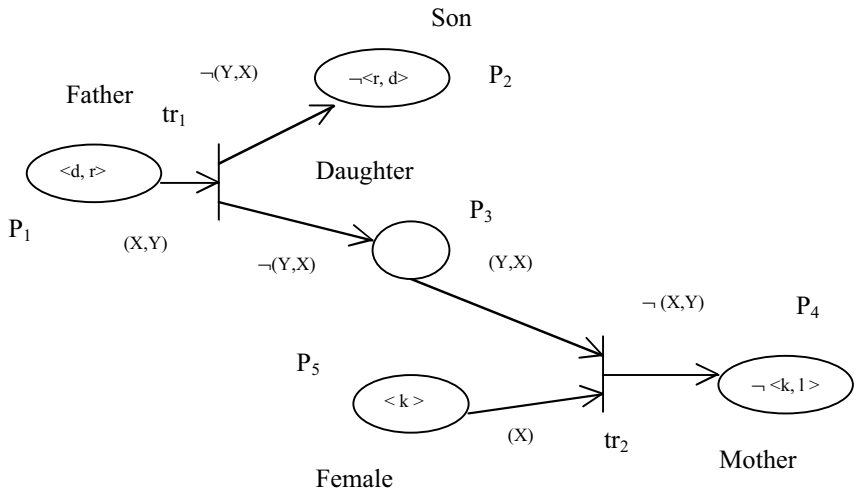 Son
¬(Y,X)
¬<r, d>
P2
Father
tr1
<d, r>
Daughter
P3
P1
(X,Y)
¬(Y,X)
(Y,X)
¬ (X,Y)
P4
P5
< k >
¬ <k, l >
(X)
tr2
Mother
Female